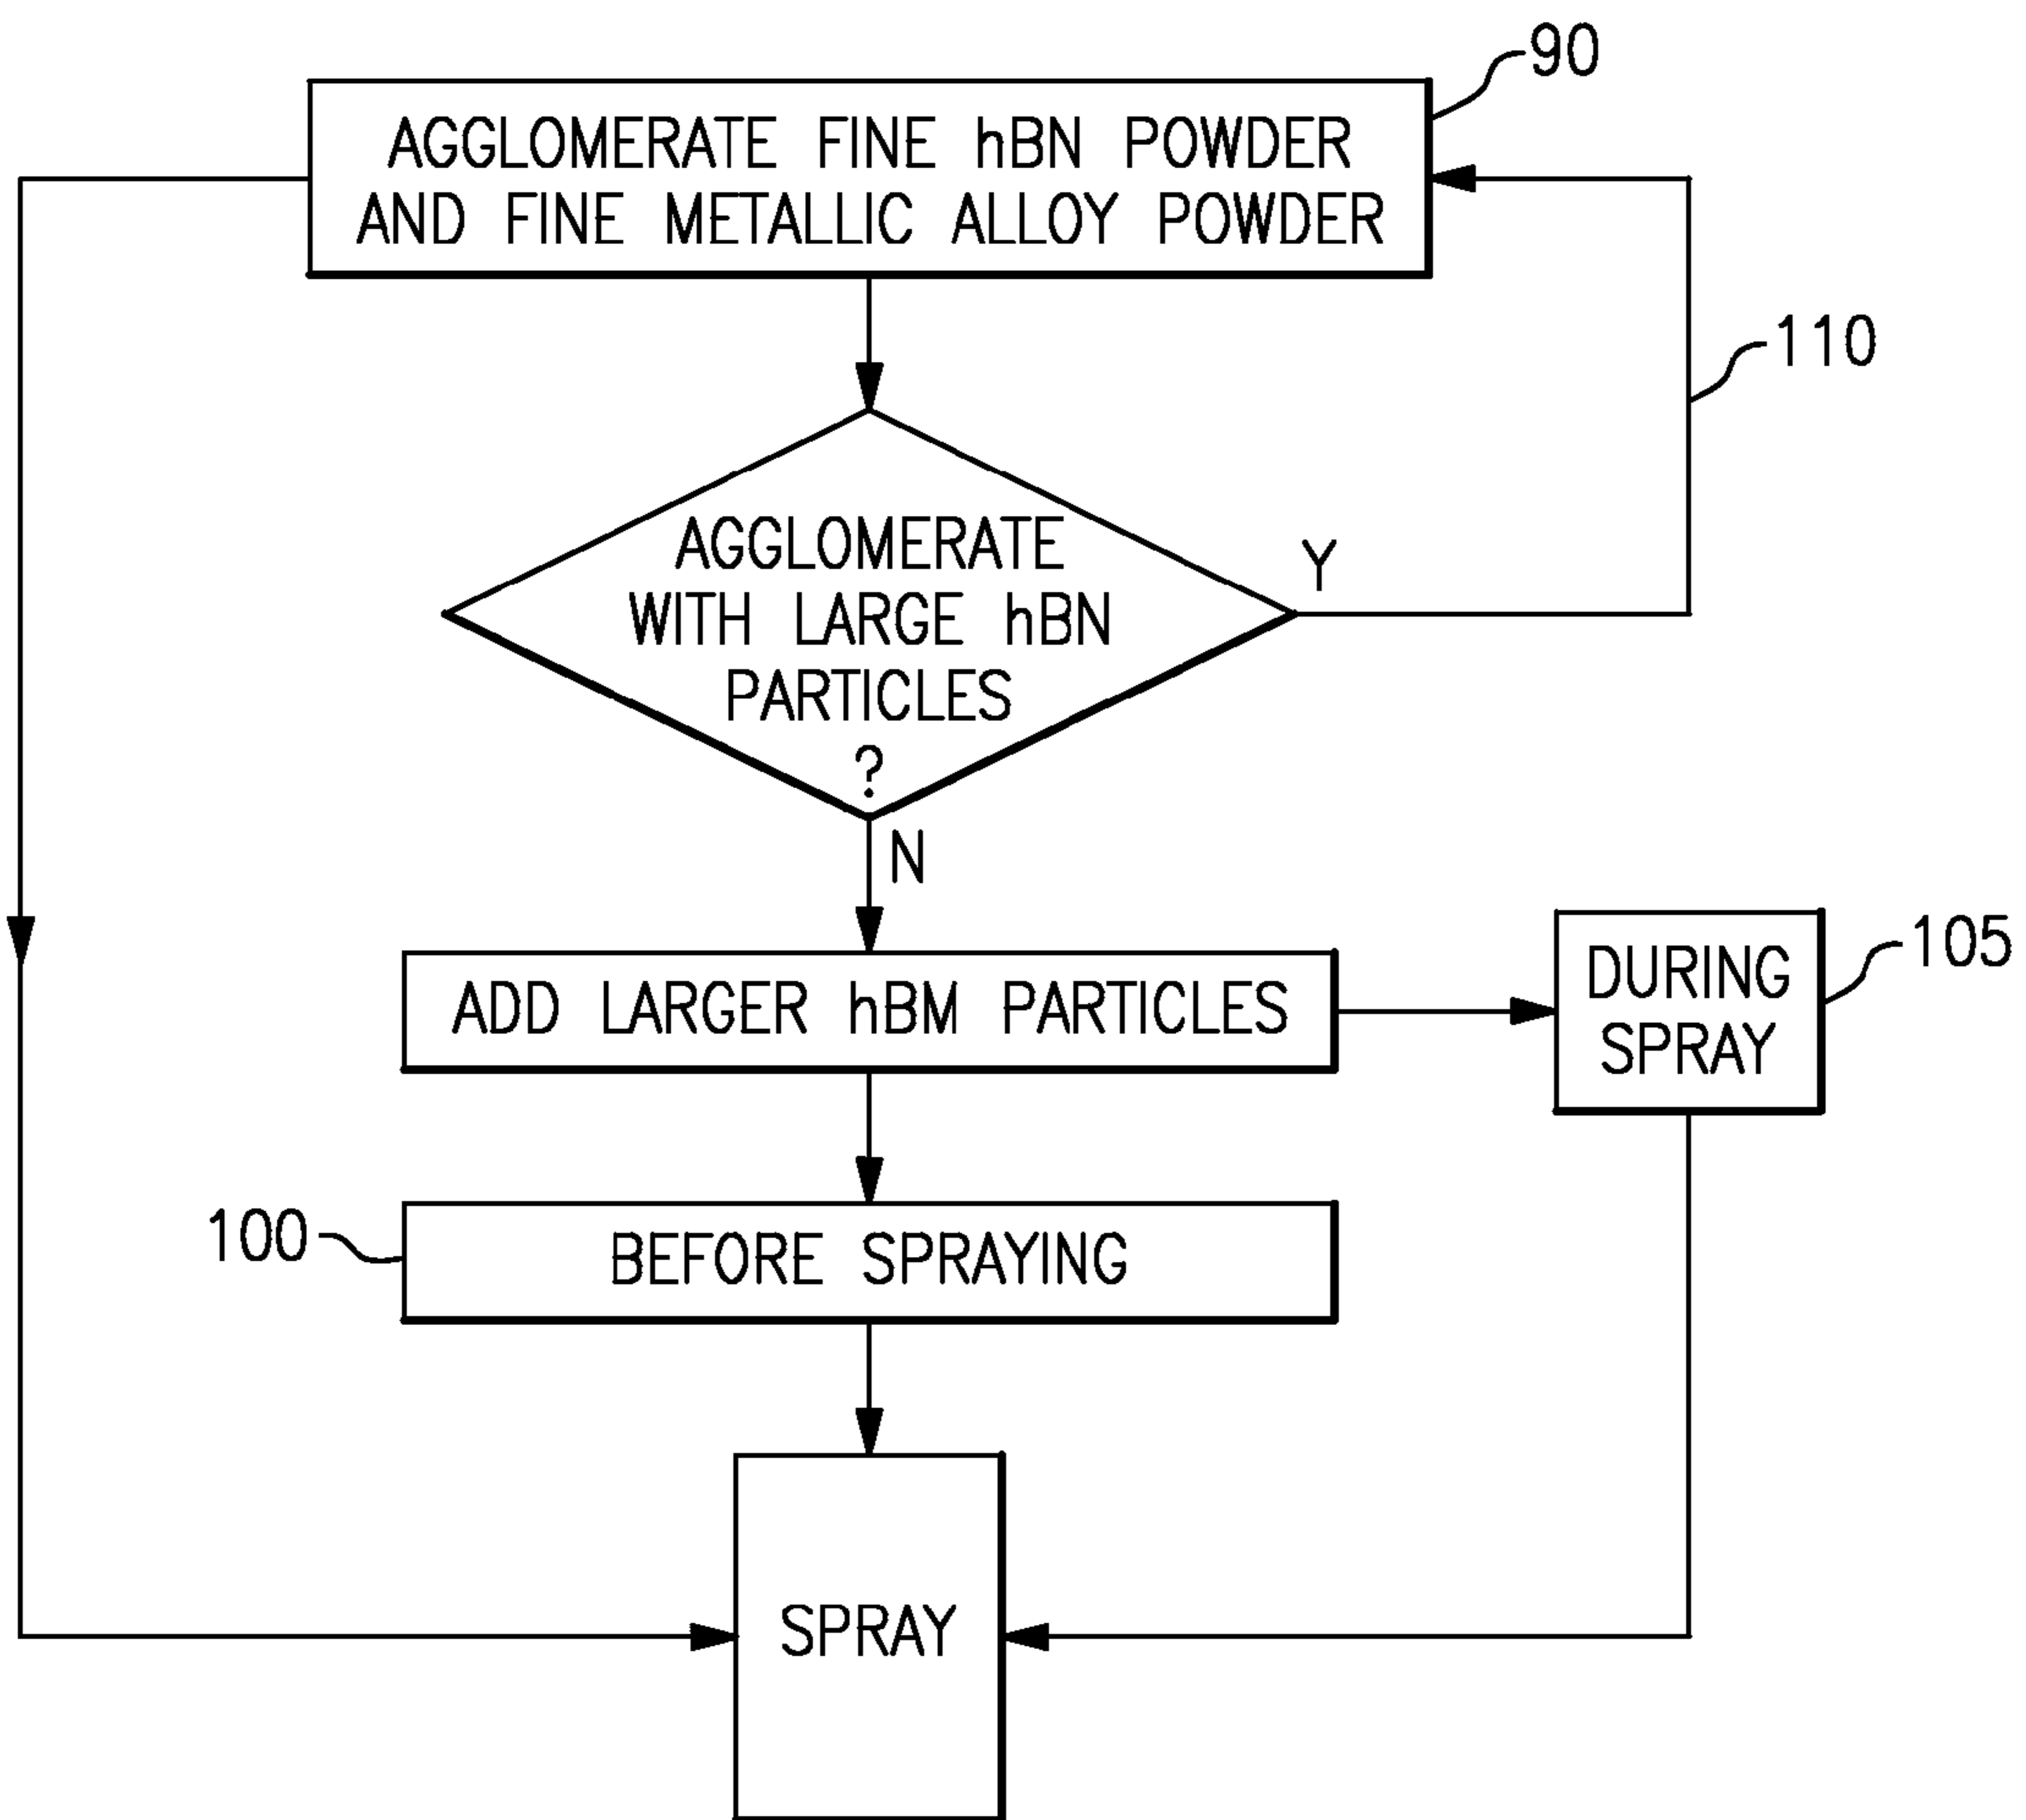 90
AGGLOMERATE FINE hBN POWDER
AND FINE METALLIC ALLOY POWDER
110
AGGLOMERATE
WITH LARGE hBN
PARTICLES
?
Y
N
ADD LARGER hBM PARTICLES
DURING
SPRAY
105
100
BEFORE SPRAYING
SPRAY